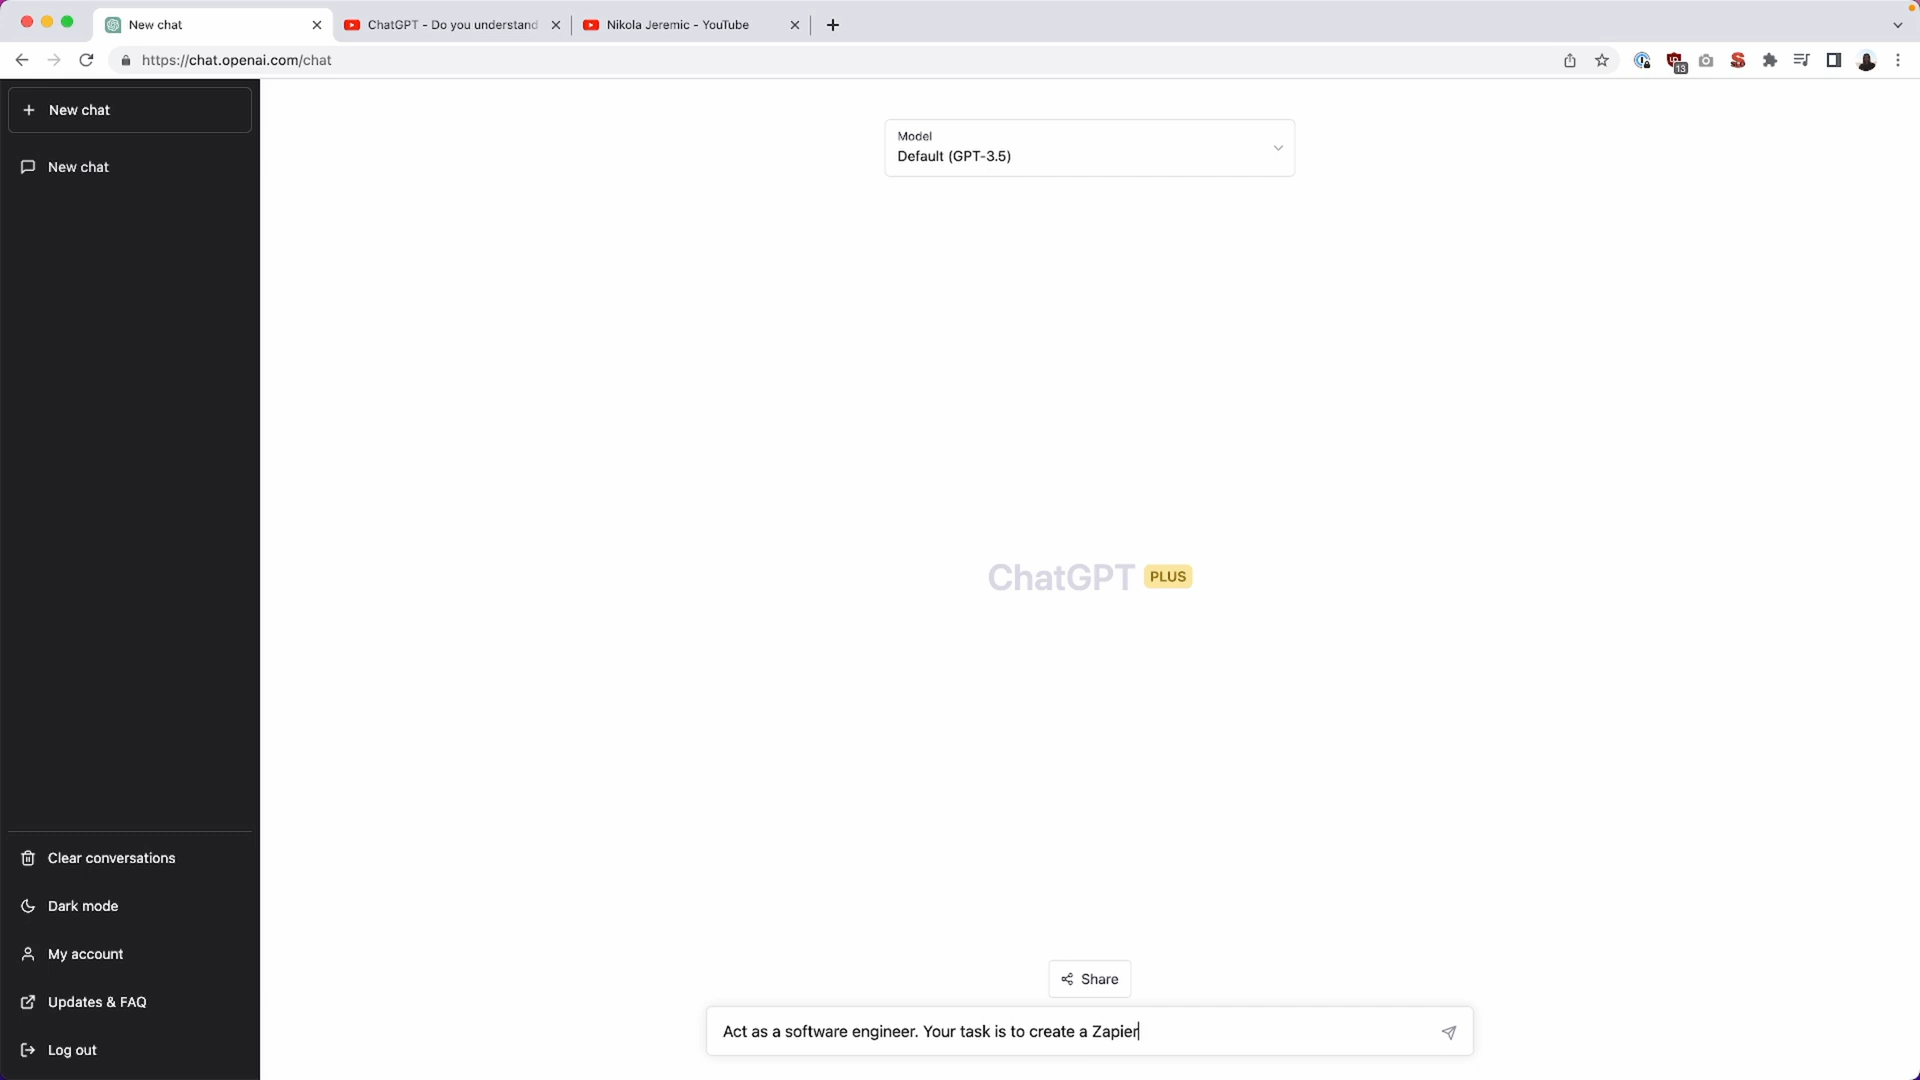 New chat
ChatGPT - Do you understand
Nikola Jeremic - YouTube
https://chat.openai.com/chat
13
New chat
New chat
Model
Default (GPT-3.5)
ChatGPT PLUS
Clear conversations
Dark mode
My account
Updates & FAQ
Log out
Share
Act as a software engineer. Your task is to create a Zapier